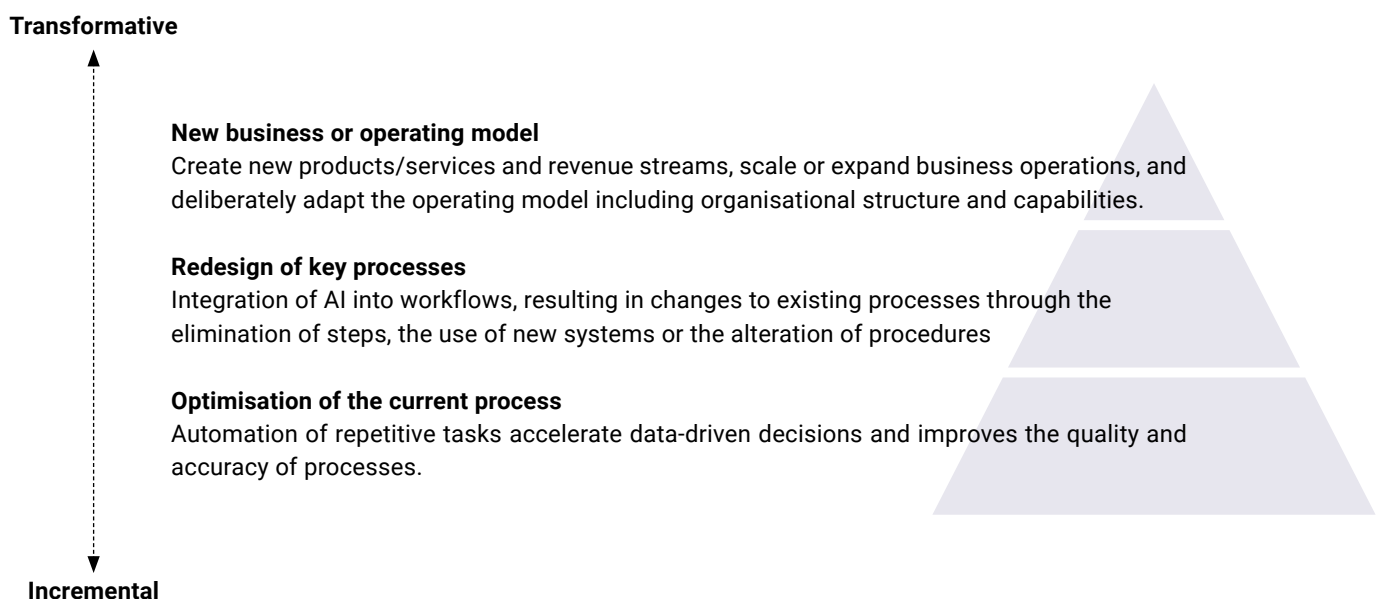 Transformative
New business or operating model
Create new products/services and revenue streams, scale or expand business operations, and
deliberately adapt the operating model including organisational structure and capabilities.
Redesign of key processes
Integration of AI into workflows, resulting in changes to existing processes through the
elimination of steps, the use of new systems or the alteration of procedures
Optimisation of the current process
Automation of repetitive tasks accelerate data-driven decisions and improves the quality and
accuracy of processes.
Incremental